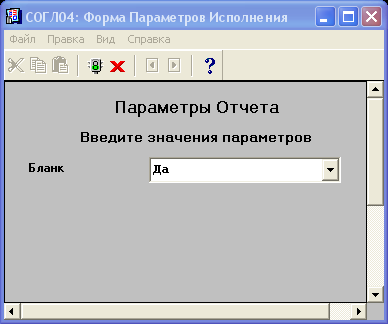 СОГЛ04: Форма Параметров Исполнения
Файл Правка Вид Справка
Параметры Отчета
Введите значения параметров
Бланк Да